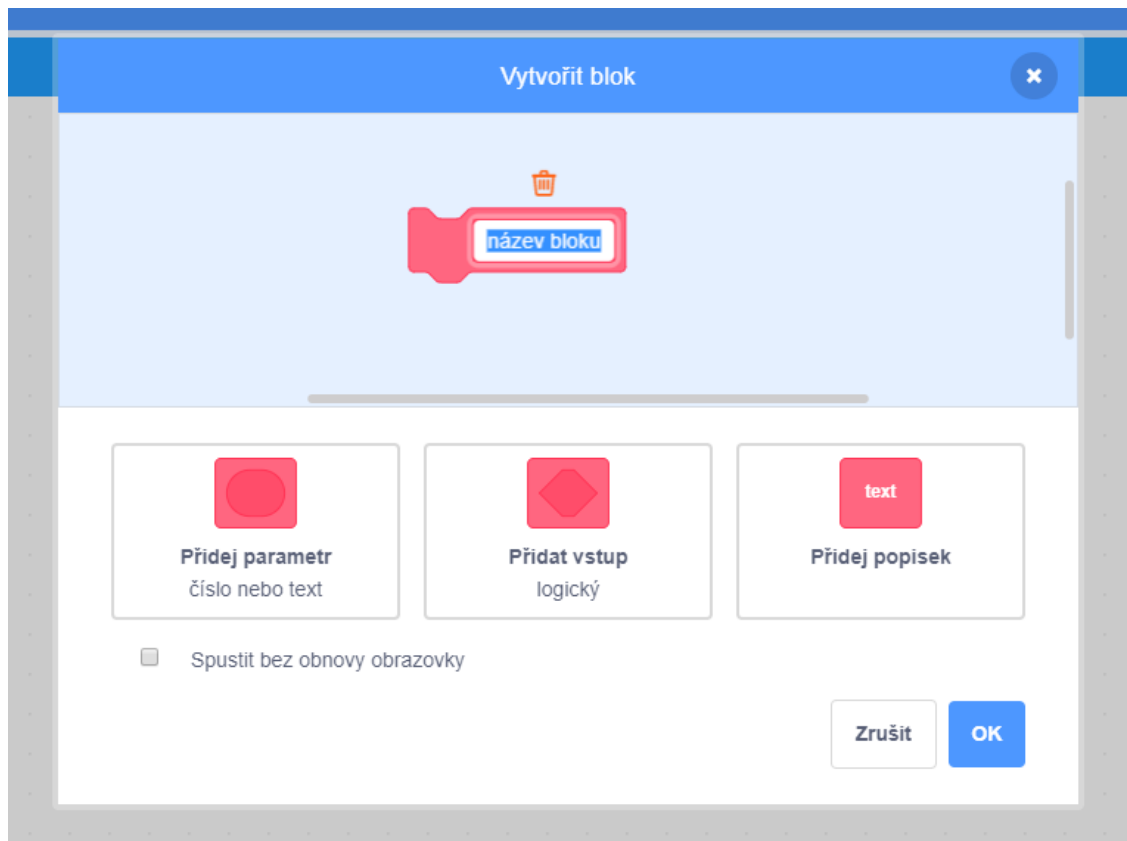 Vytvořit blok
název bloku
text
Přidej parametr
číslo nebo text
Přidat vstup
logický
Přidej popisek
Spustit bez obnovy obrazovky
Zrušit
OK